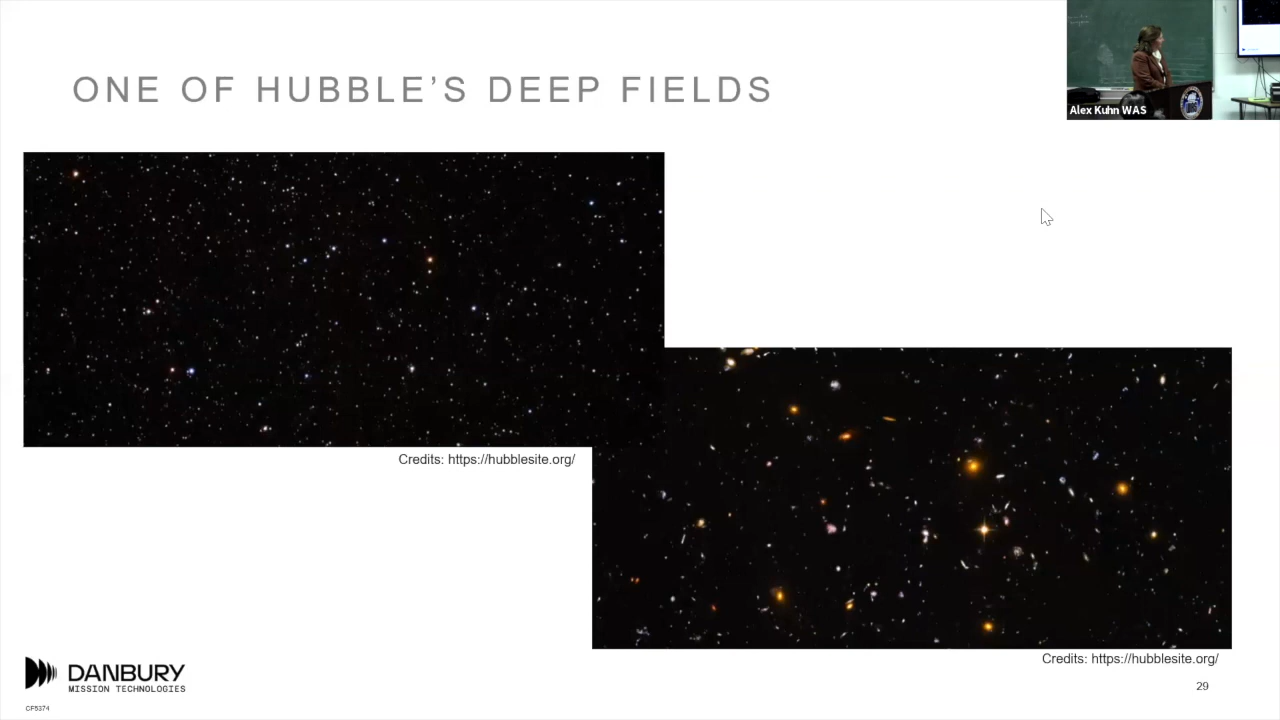 ONE OF HUBBLE’S DEEP FIELDS
Alex Kuhn WAS
Credits: https://hubblesite.org/
Credits: https://hubblesite.org/
DANBURY
MISSION TECHNOLOGIES
29
CF5374